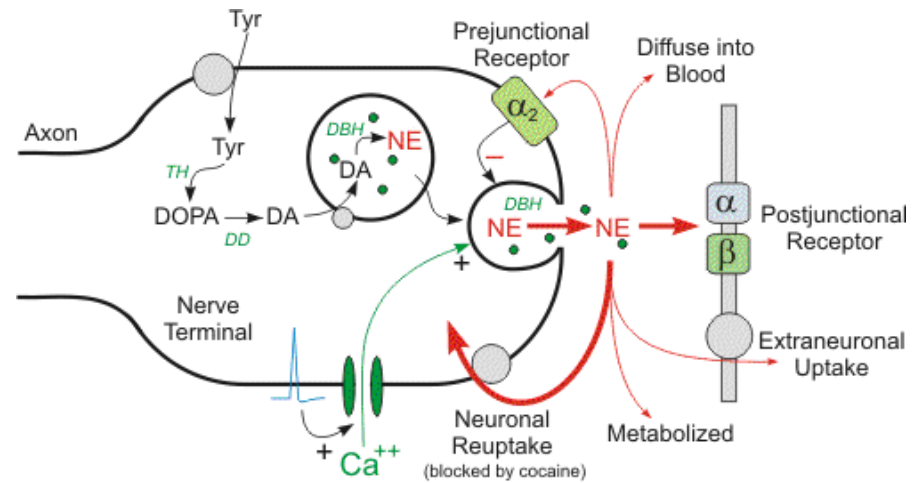 Tyr
Prejunctional
Receptor
Diffuse into
Blood
Axon
α2
DBH
NE
Tyr
TH
DA
DOPA
DA
DD
–
DBH
NE
NE
α
β
Postjunctional
Receptor
+
Nerve
Terminal
Extraneuronal
Uptake
Neuronal
Reuptake
(blocked by cocaine)
Metabolized
+
Ca++